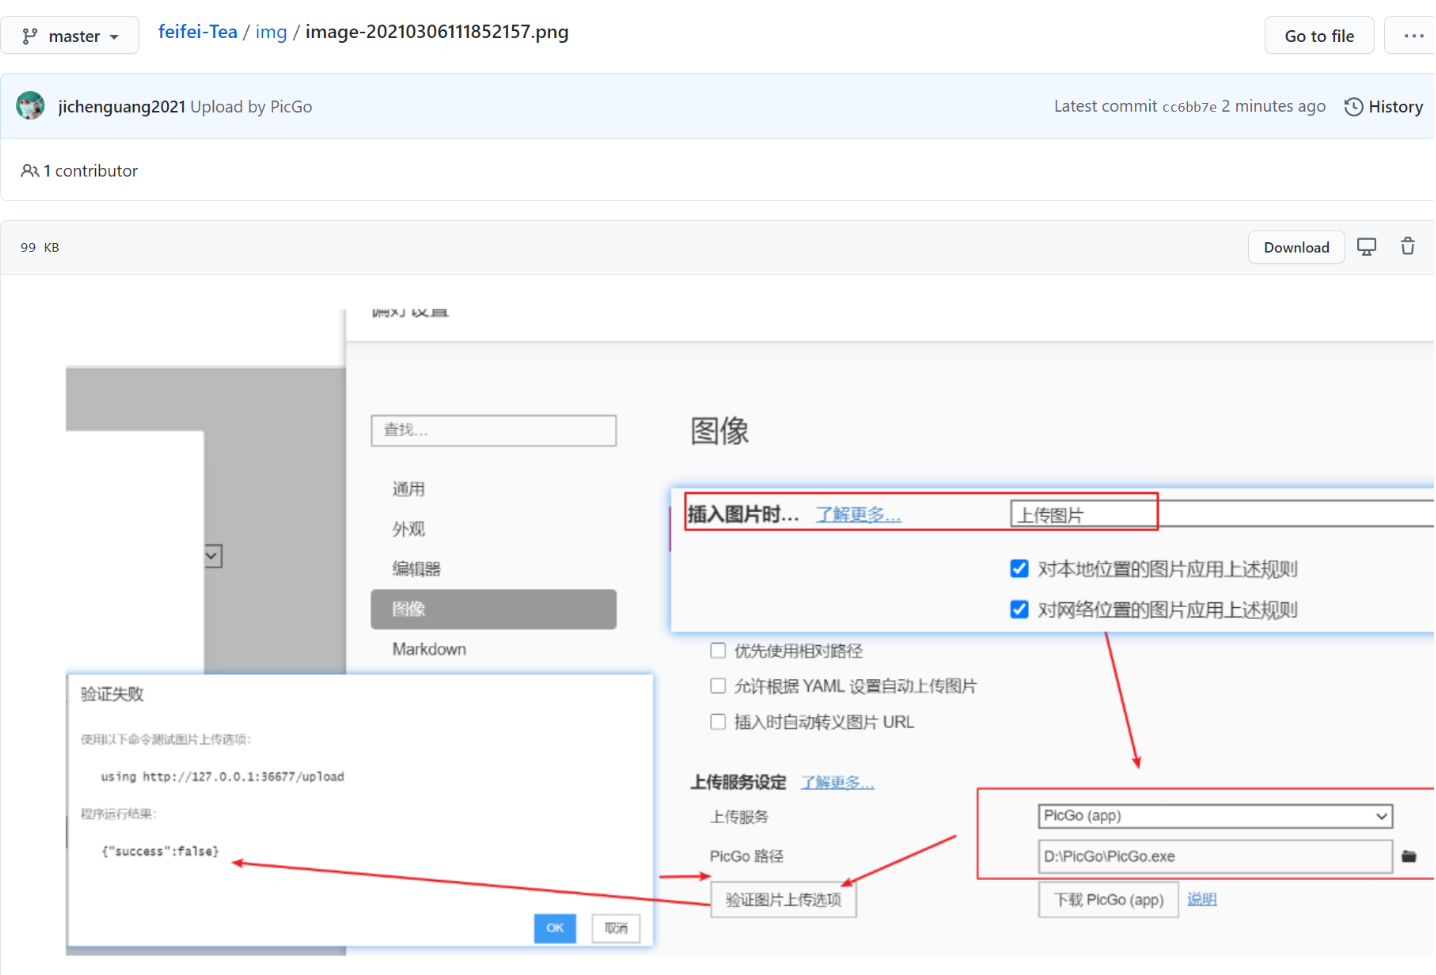 master
feifei-Tea / img / image-20210306111852157.png
Go to file
...
jichenguang2021 Upload by PicGo
Latest commit cc6bb7e 2 minutes ago
History
1 contributor
99 KB
Download
偏好设置
查找...
图像
通用
外观
编辑器
图像
Markdown
插入图片时... 了解更多...
上传图片
对本地位置的图片应用上述规则
对网络位置的图片应用上述规则
优先使用相对路径
允许根据 YAML 设置自动上传图片
插入时自动转义图片 URL
上传服务设定 了解更多...
上传服务
PicGo (app)
PicGo 路径
D:\PicGo\PicGo.exe
验证图片上传选项
下载 PicGo (app)
说明
验证失败
使用以下命令测试图片上传选项:
using http://127.0.0.1:36677/upload
程序运行结果:
{"success":false}
OK
取消